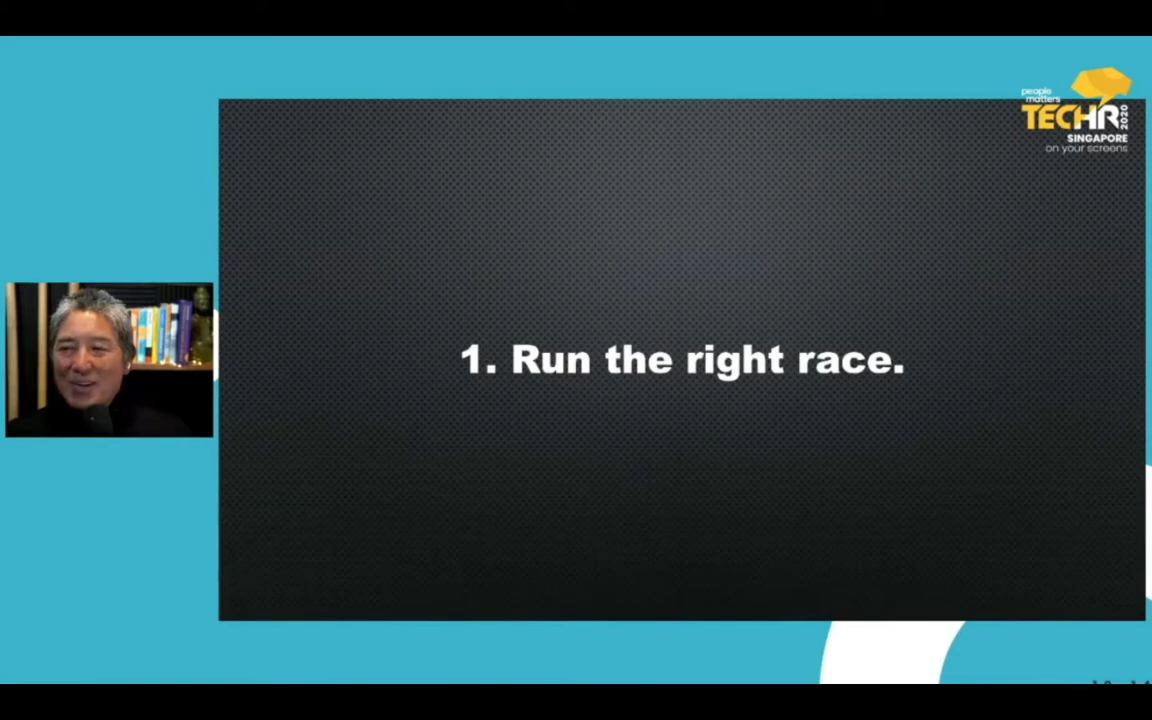 people
matters
TECHR 2020
SINGAPORE
on your screens
1. Run the right race.